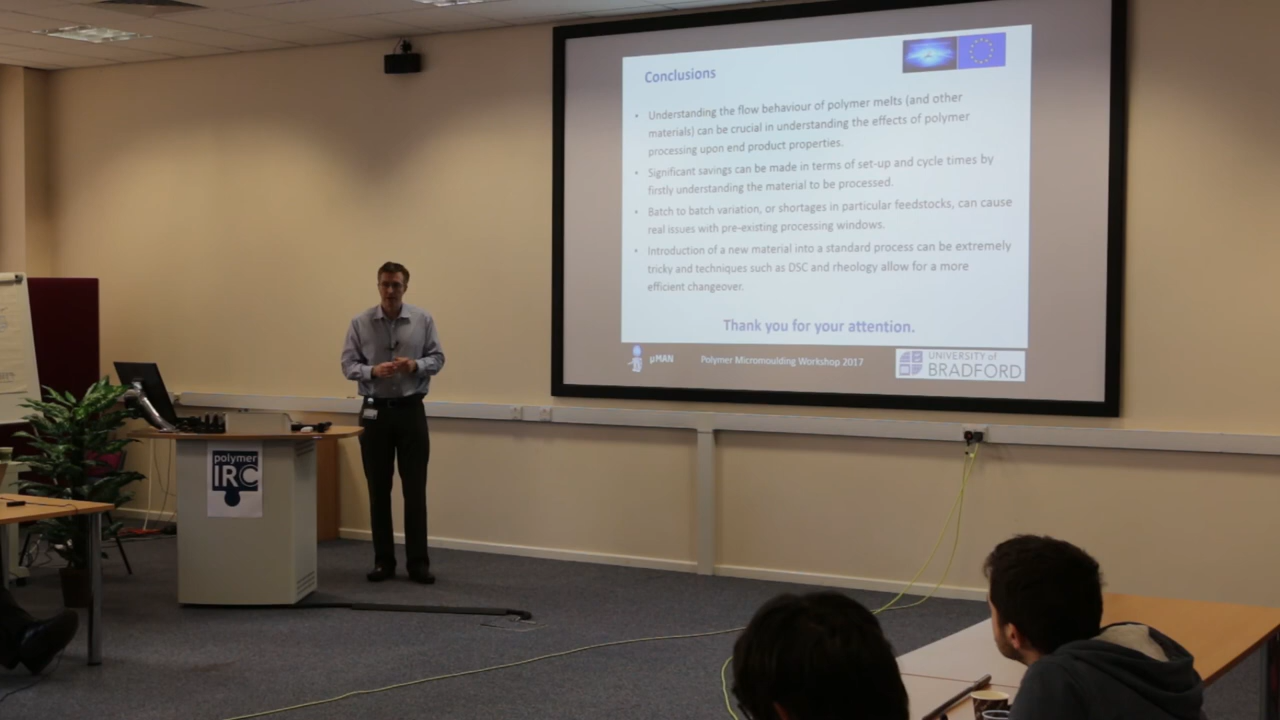 Conclusions
• Understanding the flow behaviour of polymer melts (and other
materials) can be crucial in understanding the effects of polymer
processing upon end product properties.
• Significant savings can be made in terms of set-up and cycle times by
firstly understanding the material to be processed.
• Batch to batch variation, or shortages in particular feedstocks, can cause
real issues with pre-existing processing windows.
• Introduction of a new material into a standard process can be extremely
tricky and techniques such as DSC and rheology allow for a more
efficient changeover.
Thank you for your attention.
µMAN
Polymer Micromoulding Workshop 2017
UNIVERSITY of
BRADFORD
polymer
IRC